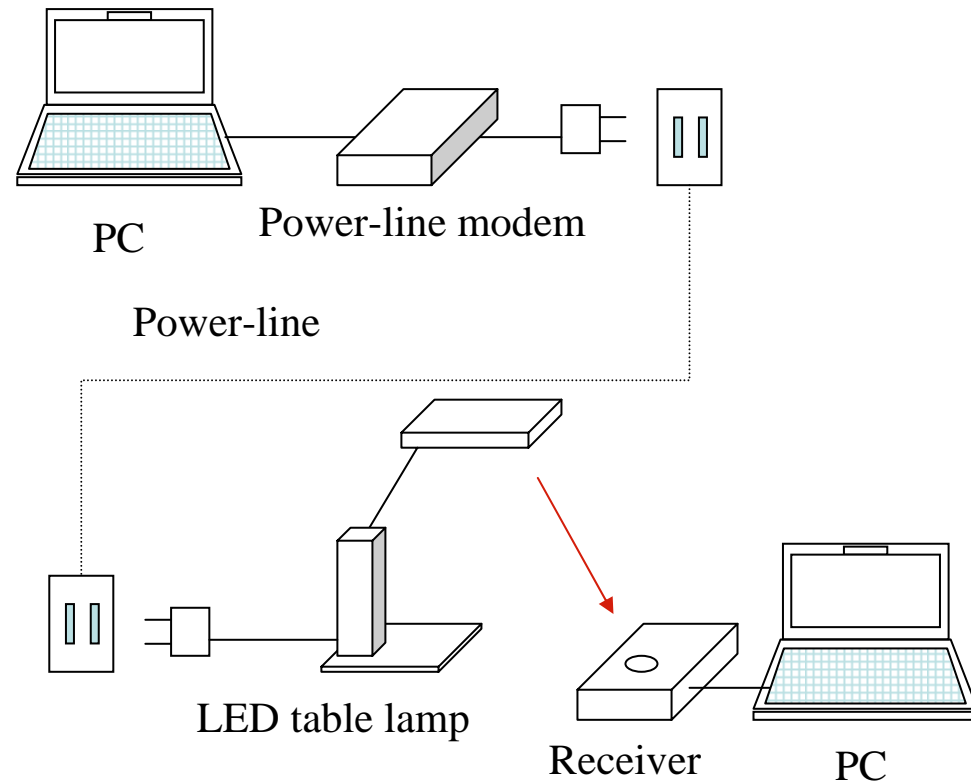 PC
Power-line modem
Power-line
LED table lamp
Receiver
PC